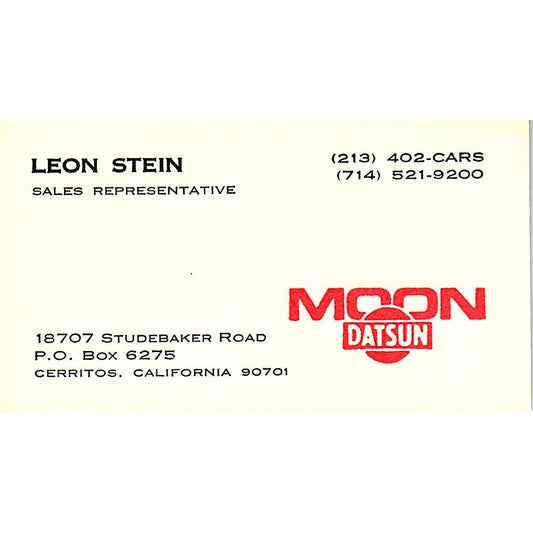 LEON STEIN
SALES REPRESENTATIVE
(213) 402-CARS
(714) 521-9200
MOON
DATSUN
18707 STUDEBAKER ROAD
P.O. BOX 6275
CERRITOS, CALIFORNIA 90701